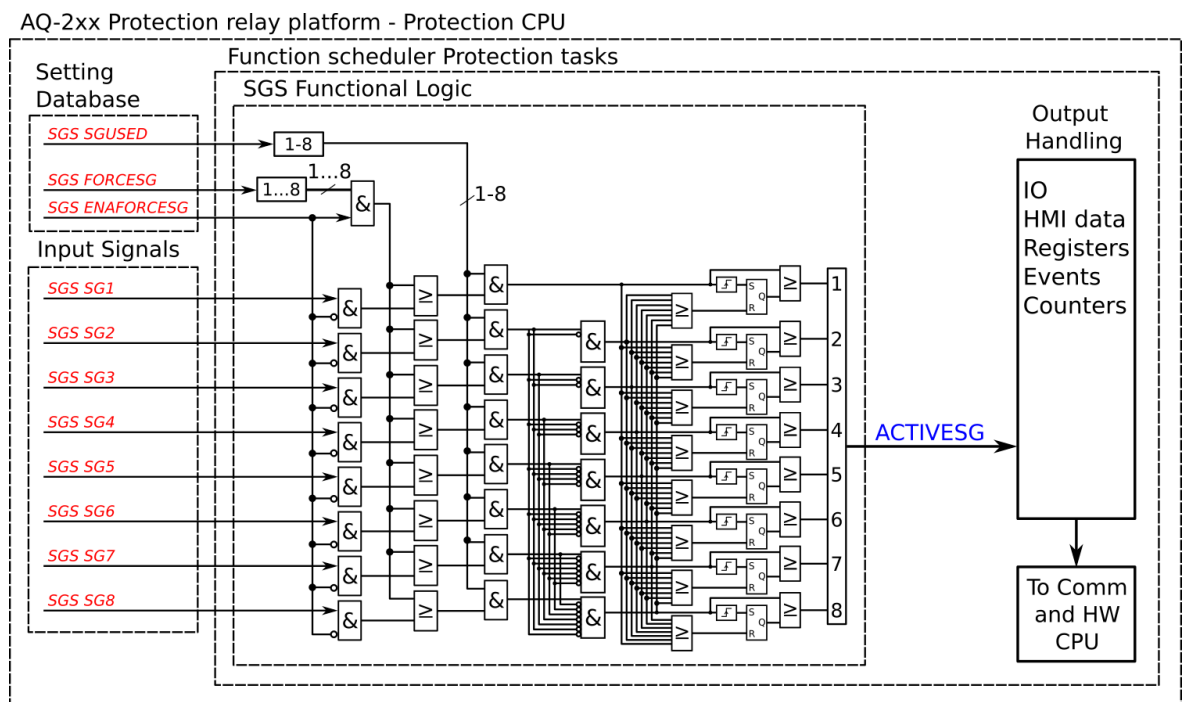 AQ-2xx Protection relay platform - Protection CPU
Function scheduler Protection tasks
Setting
Database
SGS Functional Logic
SGS SGUSED
1-8
SGS FORCESG
1...8
1...8
&
1-8
SGS ENAFORCESG
Input Signals
SGS SG1
SGS SG2
SGS SG3
SGS SG4
SGS SG5
SGS SG6
SGS SG7
SGS SG8
& & & & & & & &
≥ ≥ ≥ ≥ ≥ ≥ ≥ ≥
& & & & & & & &
& & & & & & &
≥ ≥ ≥ ≥ ≥ ≥ ≥ ≥
S Q R
S Q R
S Q R
S Q R
S Q R
S Q R
S Q R
S Q R
≥ 1
≥ 2
≥ 3
≥ 4
≥ 5
≥ 6
≥ 7
≥ 8
ACTIVESG
Output
Handling
IO
HMI data
Registers
Events
Counters
To Comm
and HW
CPU